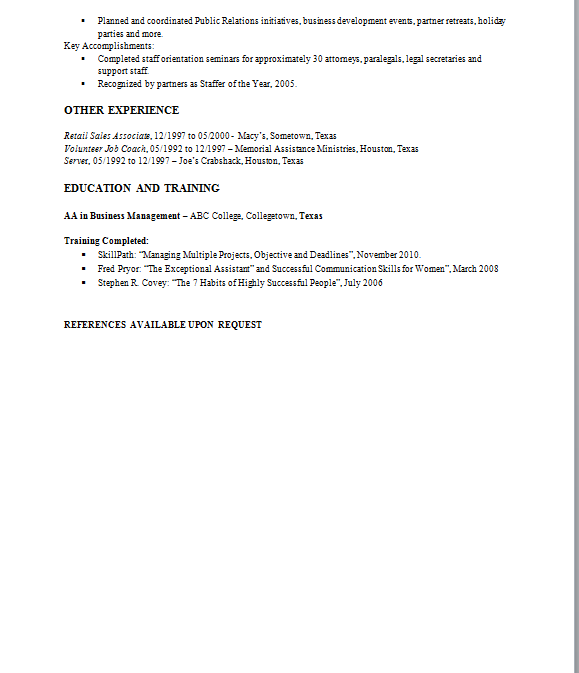 ▪ Planned and coordinated Public Relations initiatives, business development events, partner retreats, holiday
parties and more.
Key Accomplishments:
▪ Completed staff orientation seminars for approximately 30 attorneys, paralegals, legal secretaries and
support staff.
▪ Recognized by partners as Staffer of the Year, 2005.
OTHER EXPERIENCE
Retail Sales Associate, 12/1997 to 05/2000 - Macy's, Sometown, Texas
Volunteer Job Coach, 05/1992 to 12/1997 – Memorial Assistance Ministries, Houston, Texas
Server, 05/1992 to 12/1997 – Joe's Crabshack, Houston, Texas
EDUCATION AND TRAINING
AA in Business Management – ABC College, Collegetown, Texas
Training Completed:
▪ SkillPath: "Managing Multiple Projects, Objective and Deadlines", November 2010.
▪ Fred Pryor: "The Exceptional Assistant" and Successful Communication Skills for Women", March 2008
▪ Stephen R. Covey: "The 7 Habits of Highly Successful People", July 2006
REFERENCES AVAILABLE UPON REQUEST